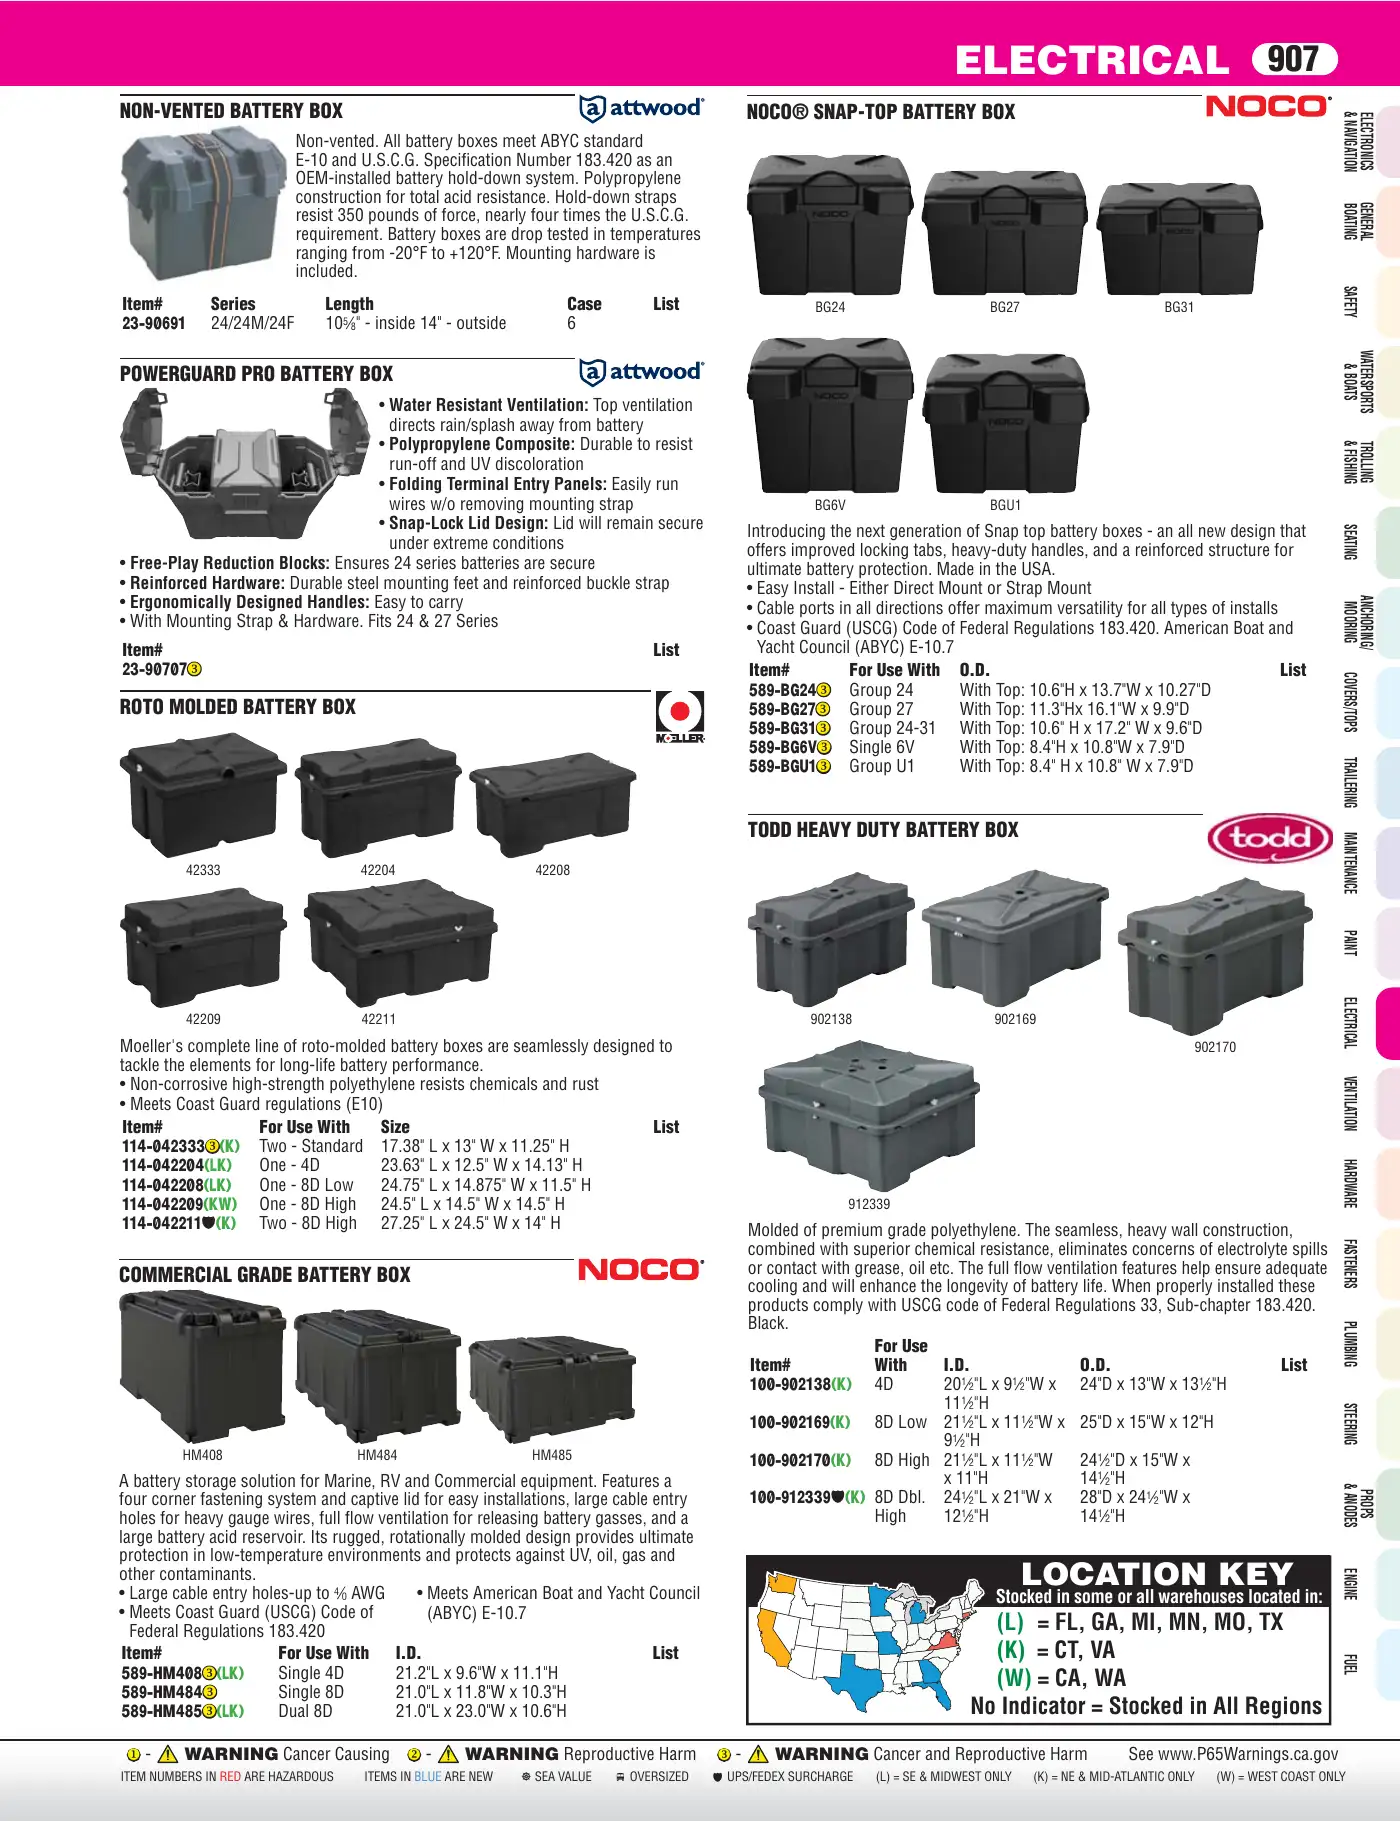 ELECTRICAL 907
NON-VENTED BATTERY BOX
attwood
Non-vented. All battery boxes meet ABYC standard
E-10 and U.S.C.G. Specification Number 183.420 as an
OEM-installed battery hold-down system. Polypropylene
construction for total acid resistance. Hold-down straps
resist 350 pounds of force, nearly four times the U.S.C.G.
requirement. Battery boxes are drop tested in temperatures
ranging from -20°F to +120°F. Mounting hardware is
included.
Item# Series Length Case List
23-90691 24/24M/24F 10⅝" - inside 14" - outside 6
POWERGUARD PRO BATTERY BOX
attwood
• Water Resistant Ventilation: Top ventilation
directs rain/splash away from battery
• Polypropylene Composite: Durable to resist
run-off and UV discoloration
• Folding Terminal Entry Panels: Easily run
wires w/o removing mounting strap
• Snap-Lock Lid Design: Lid will remain secure
under extreme conditions
• Free-Play Reduction Blocks: Ensures 24 series batteries are secure
• Reinforced Hardware: Durable steel mounting feet and reinforced buckle strap
• Ergonomically Designed Handles: Easy to carry
• With Mounting Strap & Hardware. Fits 24 & 27 Series
Item# List
23-90707③
ROTO MOLDED BATTERY BOX
MOELLER
42333 42204 42208
42209 42211
Moeller's complete line of roto-molded battery boxes are seamlessly designed to
tackle the elements for long-life battery performance.
• Non-corrosive high-strength polyethylene resists chemicals and rust
• Meets Coast Guard regulations (E10)
Item# For Use With Size List
114-042333③(K) Two - Standard 17.38" L x 13" W x 11.25" H
114-042204(LK) One - 4D 23.63" L x 12.5" W x 14.13" H
114-042208(LK) One - 8D Low 24.75" L x 14.875" W x 11.5" H
114-042209(KW) One - 8D High 24.5" L x 14.5" W x 14.5" H
114-042211(K) Two - 8D High 27.25" L x 24.5" W x 14" H
COMMERCIAL GRADE BATTERY BOX
NOCO
HM408 HM484 HM485
A battery storage solution for Marine, RV and Commercial equipment. Features a
four corner fastening system and captive lid for easy installations, large cable entry
holes for heavy gauge wires, full flow ventilation for releasing battery gasses, and a
large battery acid reservoir. Its rugged, rotationally molded design provides ultimate
protection in low-temperature environments and protects against UV, oil, gas and
other contaminants.
• Large cable entry holes-up to 4/0 AWG
• Meets Coast Guard (USCG) Code of
Federal Regulations 183.420
• Meets American Boat and Yacht Council
(ABYC) E-10.7
Item# For Use With I.D. List
589-HM408③(LK) Single 4D 21.2"L x 9.6"W x 11.1"H
589-HM484③ Single 8D 21.0"L x 11.8"W x 10.3"H
589-HM485③(LK) Dual 8D 21.0"L x 23.0"W x 10.6"H
NOCO® SNAP-TOP BATTERY BOX
NOCO
BG24 BG27 BG31
BG6V BGU1
Introducing the next generation of Snap top battery boxes - an all new design that
offers improved locking tabs, heavy-duty handles, and a reinforced structure for
ultimate battery protection. Made in the USA.
• Easy Install - Either Direct Mount or Strap Mount
• Cable ports in all directions offer maximum versatility for all types of installs
• Coast Guard (USCG) Code of Federal Regulations 183.420. American Boat and
Yacht Council (ABYC) E-10.7
Item# For Use With O.D. List
589-BG24③ Group 24 With Top: 10.6"H x 13.7"W x 10.27"D
589-BG27③ Group 27 With Top: 11.3"Hx 16.1"W x 9.9"D
589-BG31③ Group 24-31 With Top: 10.6" H x 17.2" W x 9.6"D
589-BG6V③ Single 6V With Top: 8.4"H x 10.8"W x 7.9"D
589-BGU1③ Group U1 With Top: 8.4" H x 10.8" W x 7.9"D
TODD HEAVY DUTY BATTERY BOX
todd
902138 902169
902170
912339
Molded of premium grade polyethylene. The seamless, heavy wall construction,
combined with superior chemical resistance, eliminates concerns of electrolyte spills
or contact with grease, oil etc. The full flow ventilation features help ensure adequate
cooling and will enhance the longevity of battery life. When properly installed these
products comply with USCG code of Federal Regulations 33, Sub-chapter 183.420.
Black.
For Use
Item# With I.D. O.D. List
100-902138(K) 4D 20½"L x 9½"W x 24"D x 13"W x 13½"H
11½"H
100-902169(K) 8D Low 21½"L x 11½"W x 25"D x 15"W x 12"H
9½"H
100-902170(K) 8D High 21½"L x 11½"W 24½"D x 15"W x
x 11"H 14½"H
100-912339(K) 8D Dbl. 24½"L x 21"W x 28"D x 24½"W x
High 12½"H 14½"H
LOCATION KEY
Stocked in some or all warehouses located in:
(L) = FL, GA, MI, MN, MO, TX
(K) = CT, VA
(W) = CA, WA
No Indicator = Stocked in All Regions
ELECTRONICS
& NAVIGATION
GENERAL
BOATING
SAFETY
WATERSPORTS
& BOATS
TROLLING
& FISHING
SEATING
ANCHORING/
MOORING
COVERS/TOPS
TRAILERING
MAINTENANCE
PAINT
ELECTRICAL
VENTILATION
HARDWARE
FASTENERS
PLUMBING
STEERING
PROPS
& ANODES
ENGINE
FUEL
① - WARNING Cancer Causing ② - WARNING Reproductive Harm ③ - WARNING Cancer and Reproductive Harm See www.P65Warnings.ca.gov
ITEM NUMBERS IN RED ARE HAZARDOUS ITEMS IN BLUE ARE NEW SEA VALUE OVERSIZED UPS/FEDEX SURCHARGE (L) = SE & MIDWEST ONLY (K) = NE & MID-ATLANTIC ONLY (W) = WEST COAST ONLY